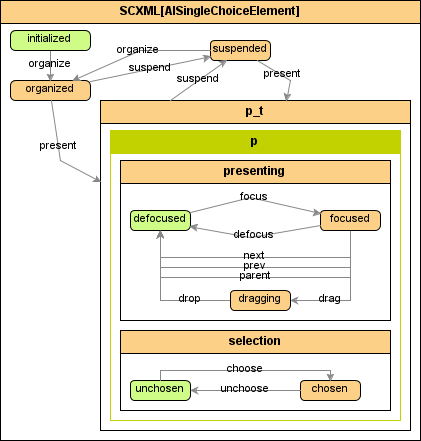 SCXML[AISingleChoiceElement]
initialized
organize
organize
suspended
organized
suspend
suspend
present
present
p_t
p
presenting
focus
defocused
focused
defocus
next
prev
parent
drop
dragging
drag
selection
choose
unchosen
unchoose
chosen